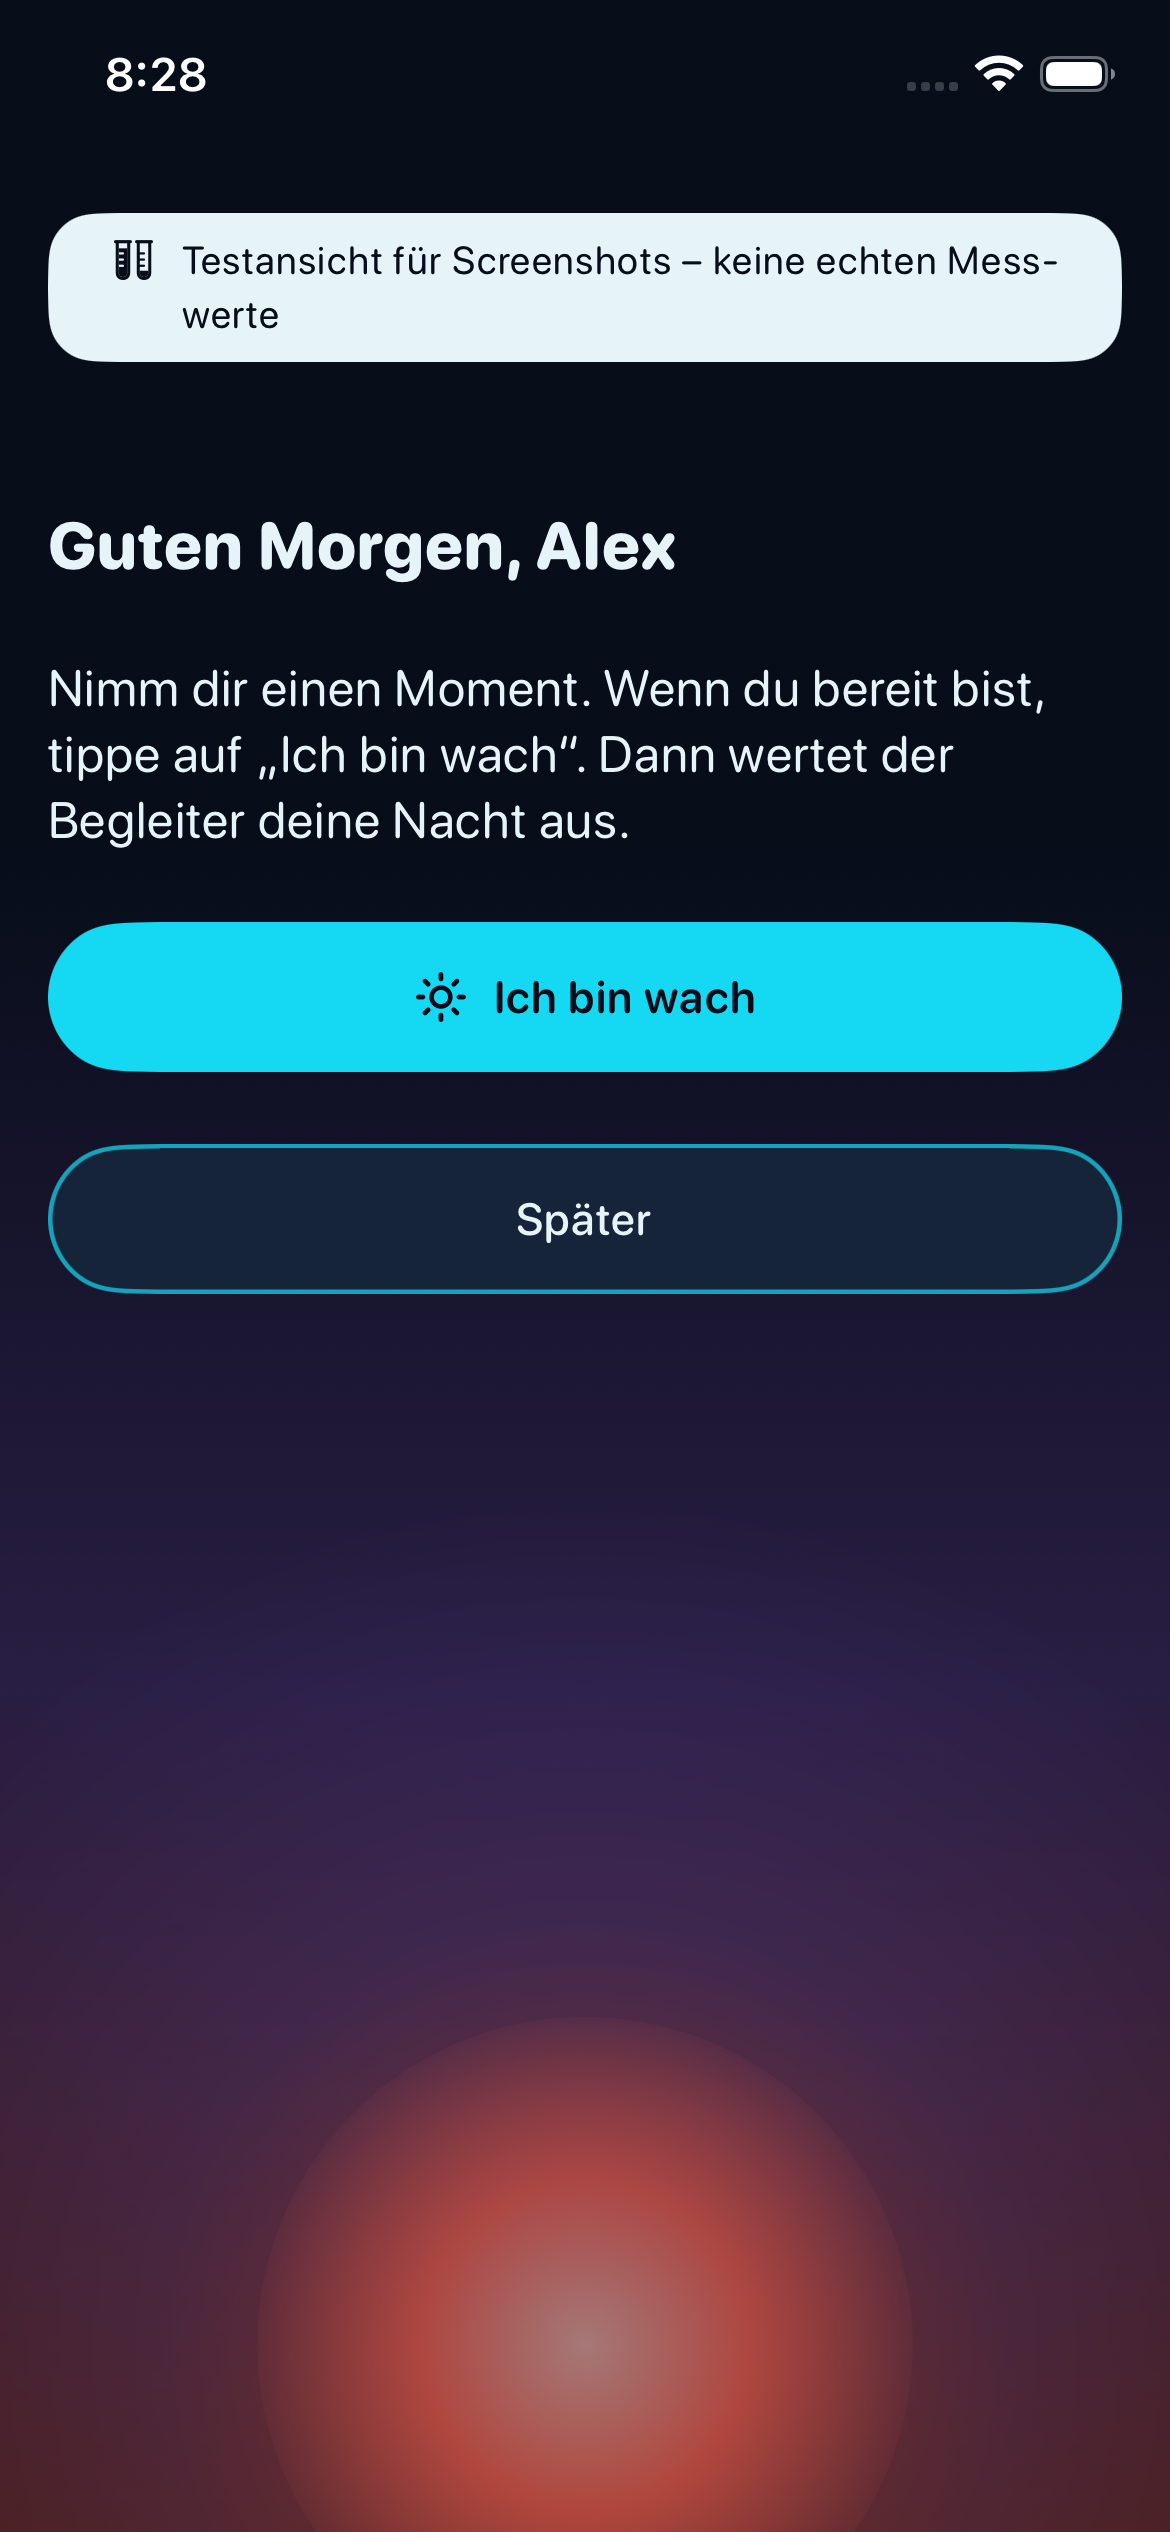 8:28
Testansicht für Screenshots – keine echten Mess-
werte
Guten Morgen, Alex
Nimm dir einen Moment. Wenn du bereit bist,
tippe auf „Ich bin wach“. Dann wertet der
Begleiter deine Nacht aus.
Ich bin wach
Später